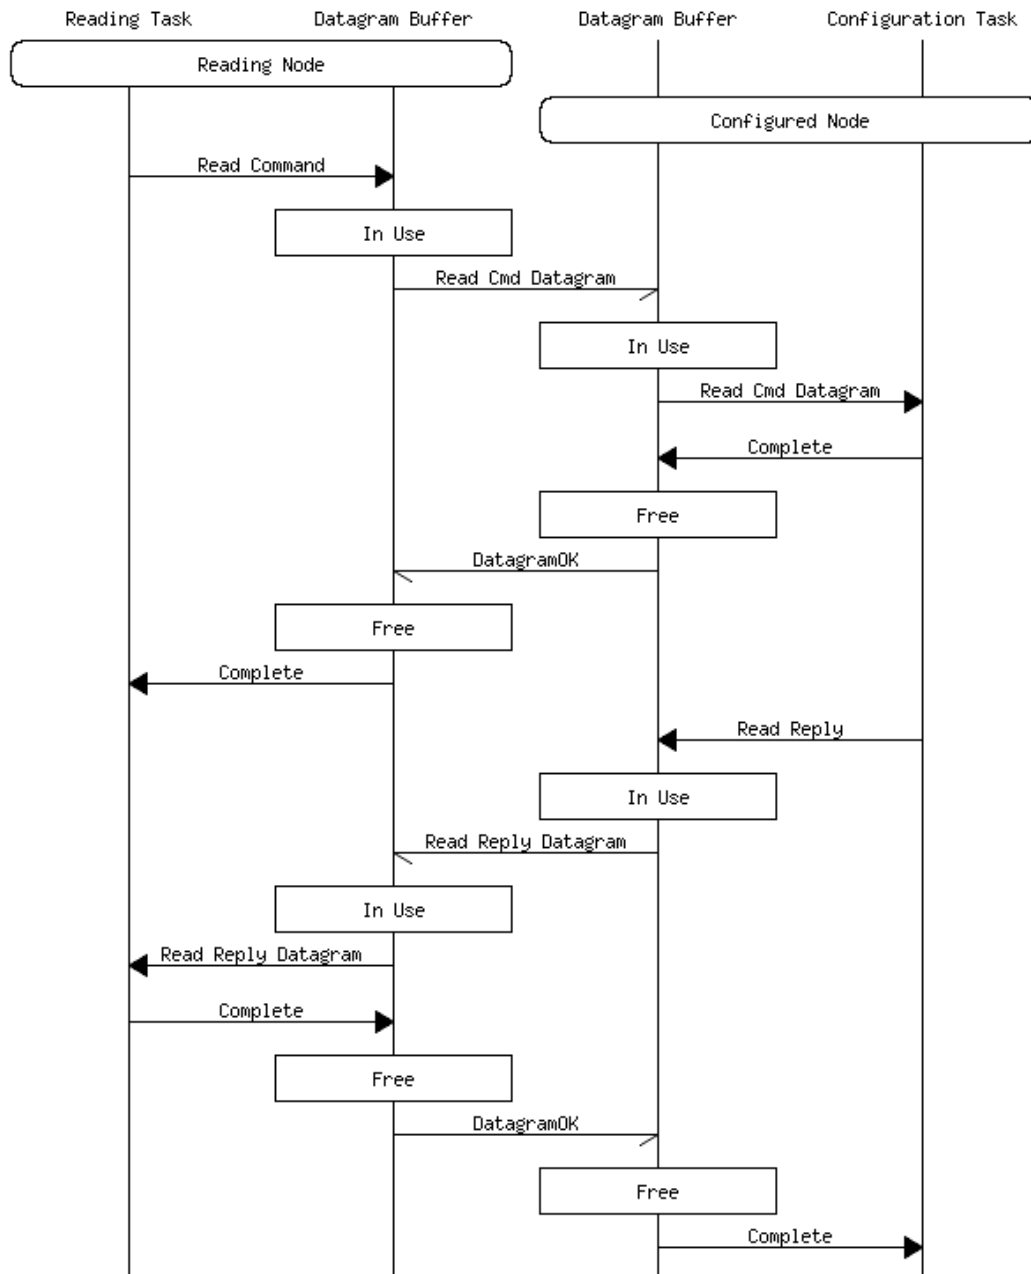 Reading Task
Datagram Buffer
Datagram Buffer
Configuration Task
Reading Node
Configured Node
Read Command
In Use
Read Cmd Datagram
In Use
Read Cmd Datagram
Complete
Free
DatagramOK
Free
Complete
Read Reply
In Use
Read Reply Datagram
In Use
Read Reply Datagram
Complete
Free
DatagramOK
Free
Complete